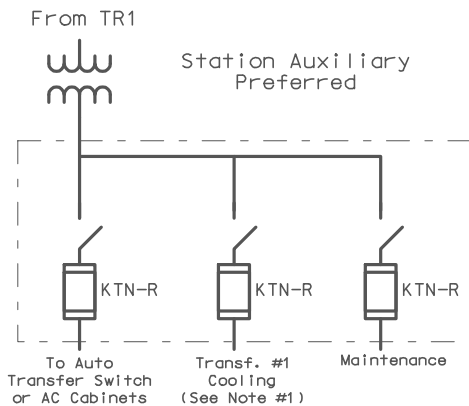 From TR1
Station Auxiliary
Preferred
KTN-R
KTN-R
KTN-R
To Auto
Transfer Switch
or AC Cabinets
Transf. #1
Cooling
(See Note #1)
Maintenance